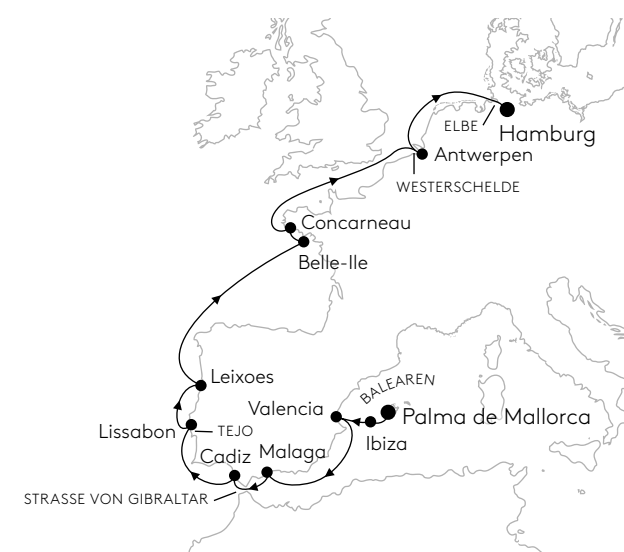 ELBE
Hamburg
Antwerpen
WESTERSCHELDE
Concarneau
Belle-Ile
Leixoes
BALEAREN
Valencia
Palma de Mallorca
Lissabon
TEJO
Ibiza
Cadiz
Malaga
STRASSE VON GIBRALTAR